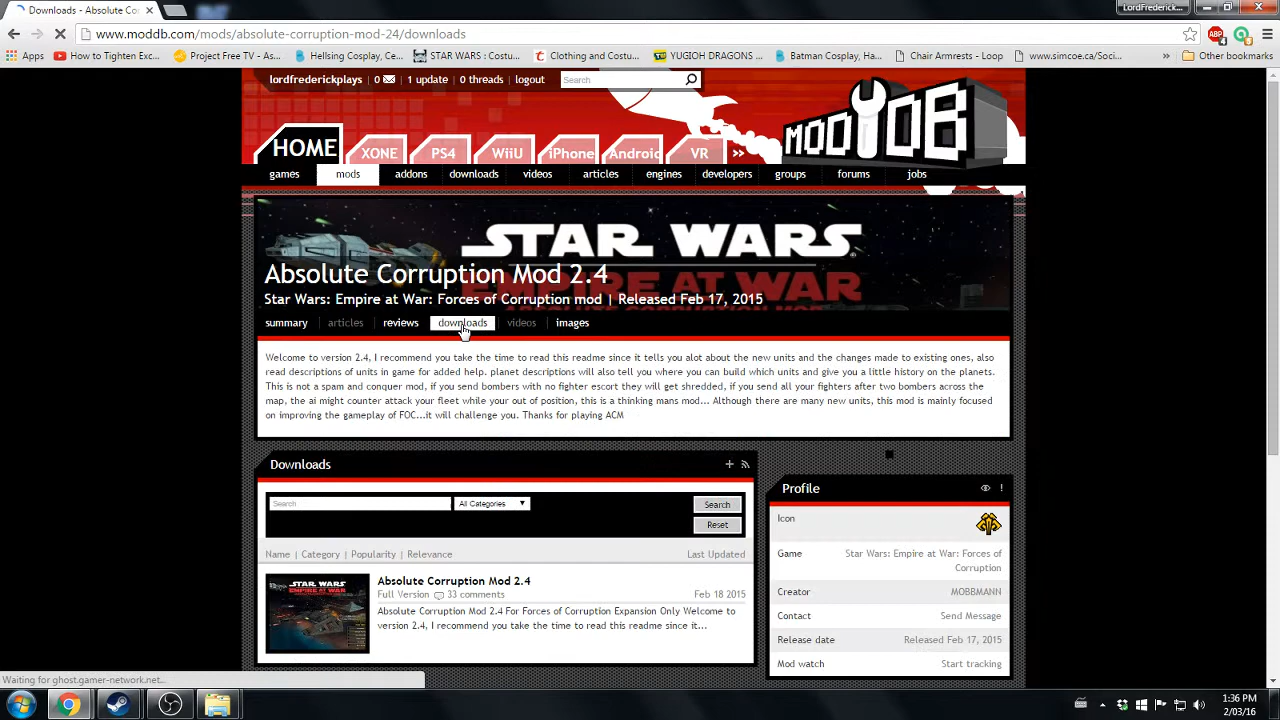 Downloads - Absolute Co
LordFrederick...
www.moddb.com/mods/absolute-corruption-mod-24/downloads
Apps How to Tighten Exc... Project Free TV - As... Hellsing Cosplay, Ce... STAR WARS : Costu... Clothing and Costu... YUGIOH DRAGONS ... Batman Cosplay, Ha... Chair Armrests - Loop www.simcoe.ca/Soci... » Other bookmarks
lordfrederickplays 0 1 update 0 threads logout Search
MODDB
HOME XONE PS4 WiiU iPhone Android VR »
games mods addons downloads videos articles engines developers groups forums jobs
STAR WARS
EMPIRE AT WAR
Absolute Corruption Mod 2.4
Star Wars: Empire at War: Forces of Corruption mod | Released Feb 17, 2015
summary articles reviews downloads videos images
Welcome to version 2.4, I recommend you take the time to read this readme since it tells you alot about the new units and the changes made to existing ones, also
read descriptions of units in game for added help. planet descriptions will also tell you where you can build which units and give you a little history on the planets.
This is not a spam and conquer mod, if you send bombers with no fighter escort they will get shredded, if you send all your fighters after two bombers across the
map, the ai might counter attack your fleet while your out of position, this is a thinking mans mod... Although there are many new units, this mod is mainly focused
on improving the gameplay of FOC...it will challenge you. Thanks for playing ACM
Downloads
Search All Categories Search
Reset
Name | Category | Popularity | Relevance Last Updated
Absolute Corruption Mod 2.4
Full Version 33 comments Feb 18 2015
Absolute Corruption Mod 2.4 For Forces of Corruption Expansion Only Welcome to
version 2.4, I recommend you take the time to read this readme since it...
Profile
Icon
Game Star Wars: Empire at War: Forces of
Corruption
Creator MOBBMANN
Contact Send Message
Release date Released Feb 17, 2015
Mod watch Start tracking
Waiting for ghost.gamer-network.net...
1:36 PM
2/03/16